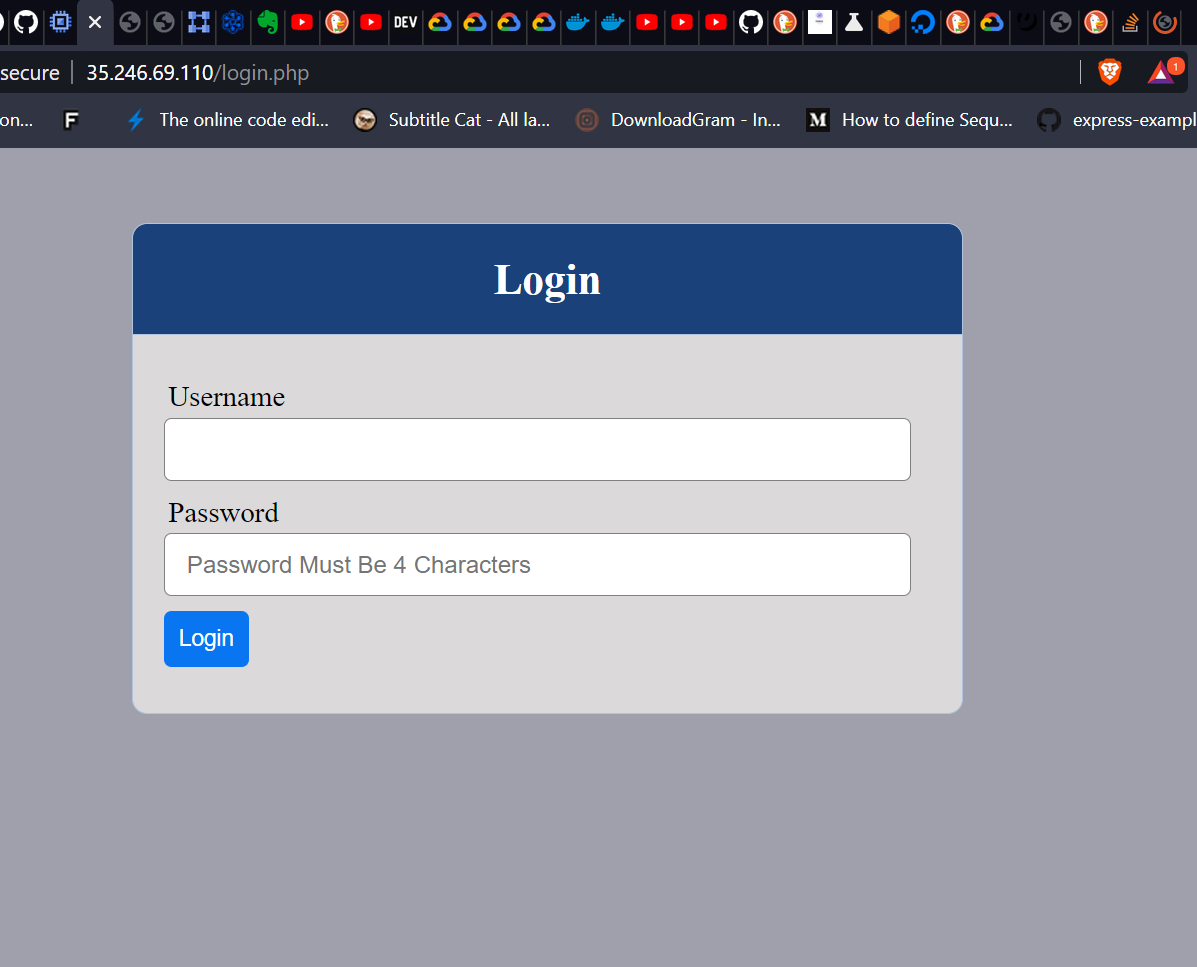 DEV
secure | 35.246.69.110/login.php
1
on... F The online code edi... Subtitle Cat - All la... DownloadGram - In... M How to define Sequ... express-exampl
Login
Username
Password
Password Must Be 4 Characters
Login